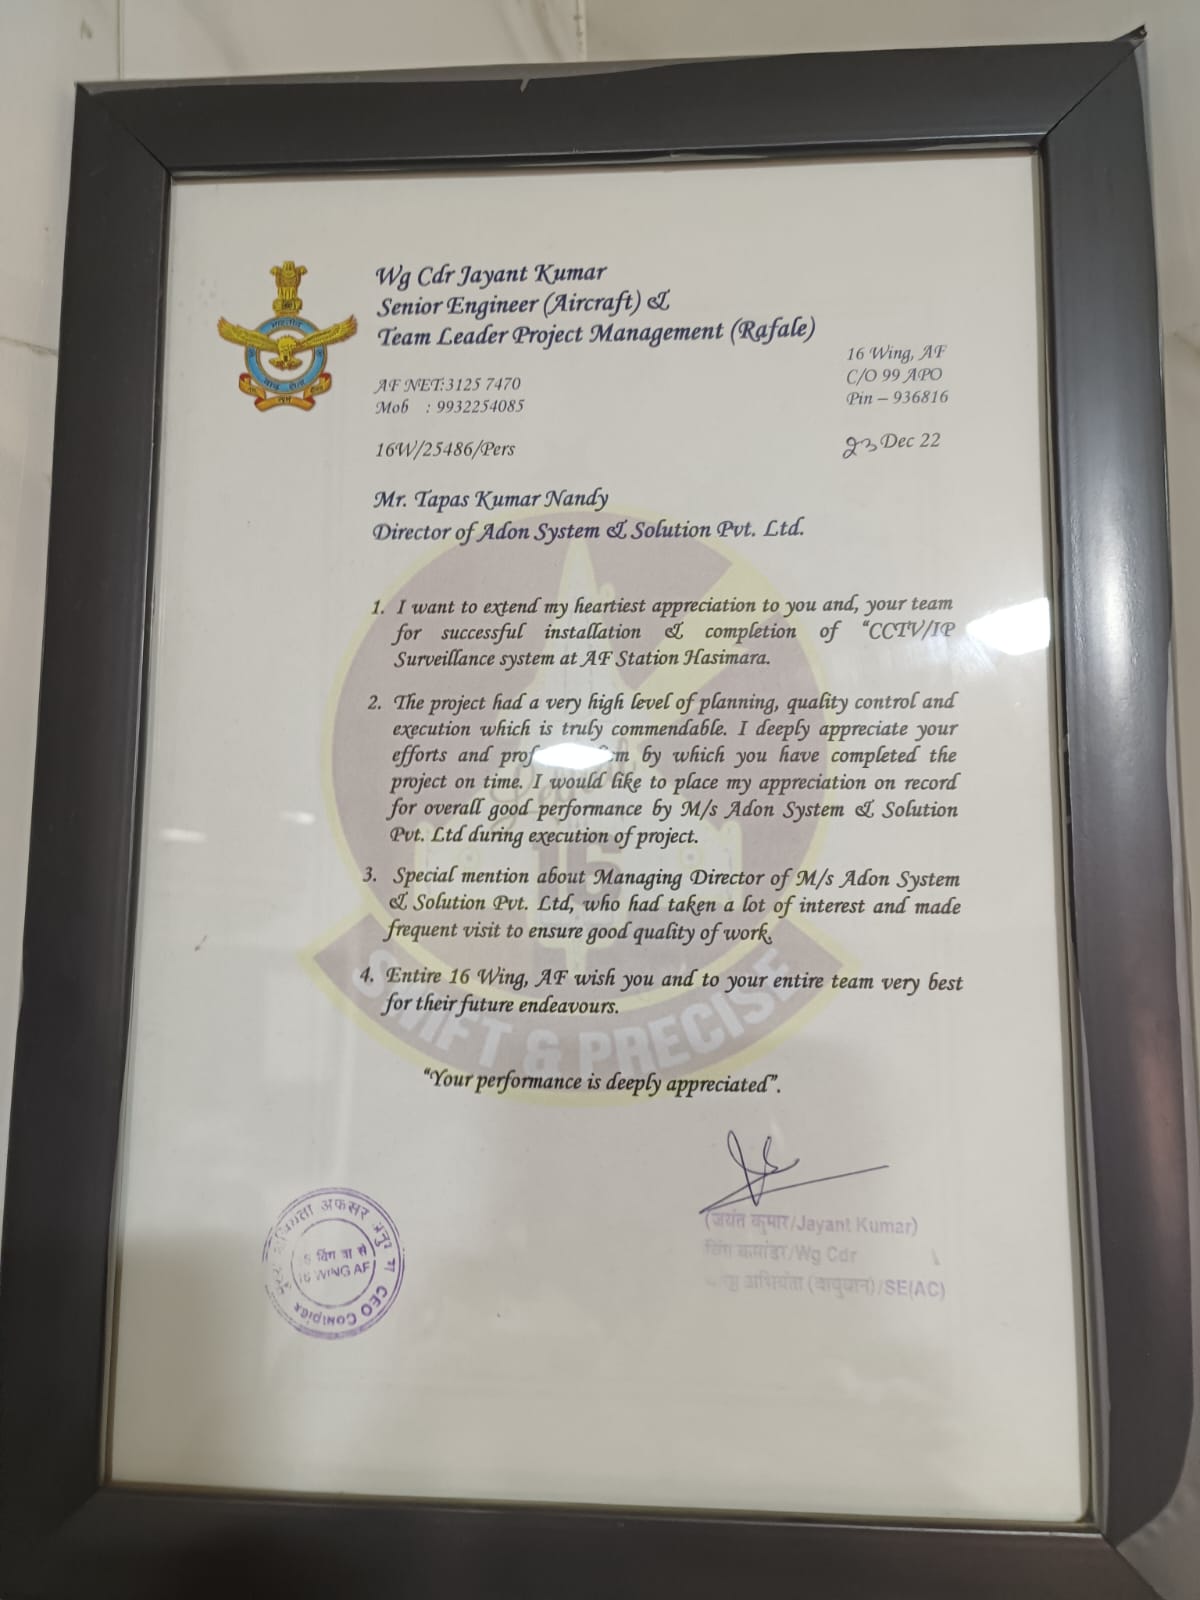 Wg Cdr Jayant Kumar
Senior Engineer (Aircraft) &
Team Leader Project Management (Rafale)
16 Wing, AF
C/O 99 APO
Pin – 936816
AF NET:3125 7470
Mob : 9932254085
16W/25486/Pers
23 Dec 22
Mr. Tapas Kumar Nandy
Director of Adon System & Solution Pvt. Ltd.
1. I want to extend my heartiest appreciation to you and, your team
for successful installation & completion of "CCTV/IP
Surveillance system at AF Station Hasimara.
2. The project had a very high level of planning, quality control and
execution which is truly commendable. I deeply appreciate your
efforts and by which you have completed the
project on time. I would like to place my appreciation on record
for overall good performance by M/s Adon System & Solution
Pvt. Ltd during execution of project.
3. Special mention about Managing Director of M/s Adon System
& Solution Pvt. Ltd, who had taken a lot of interest and made
frequent visit to ensure good quality of work.
4. Entire 16 Wing, AF wish you and to your entire team very best
for their future endeavours.
16
SWIFT & PRECISE
"Your performance is deeply appreciated".
(जयंत कुमार/Jayant Kumar)
विंग कमांडर/Wg Cdr
अभियंता (वायुयान)/SE(AC)
अफसर
विंग वा से
16 WING AF
CEO Complex